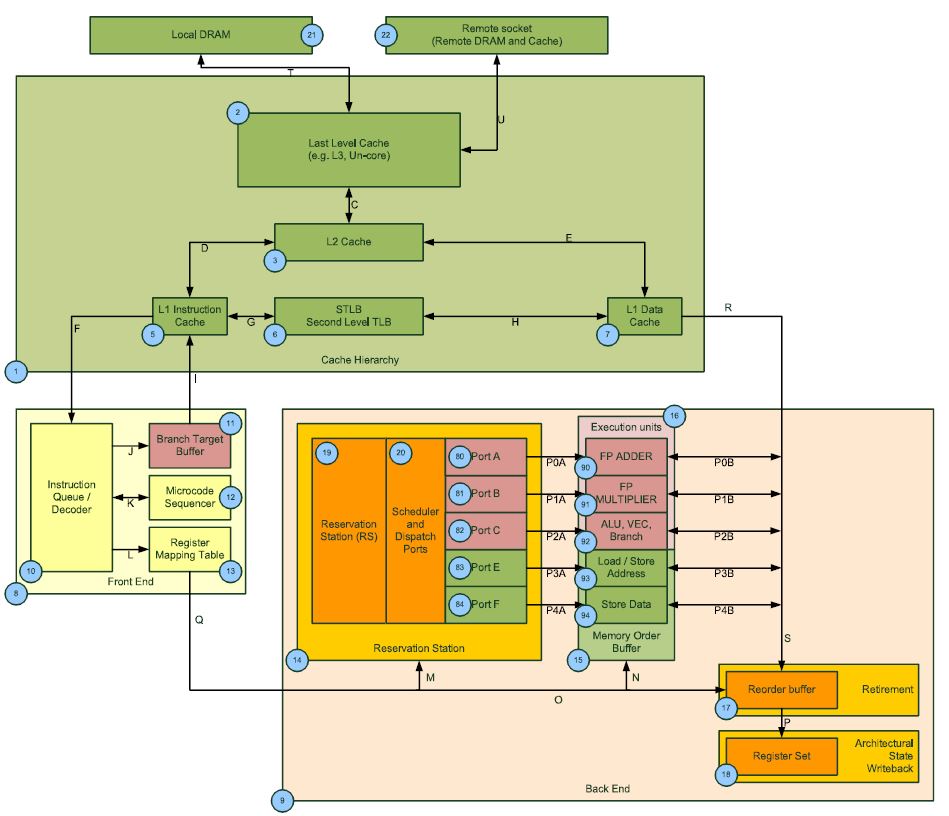 Local DRAM
21
22
Remote socket
(Remote DRAM and Cache)
T
U
2
Last Level Cache
(e.g. L3, Un-core)
C
L2 Cache
3
D
E
L1 Instruction
Cache
5
G
STLB
Second Level TLB
6
H
L1 Data
Cache
7
F
R
Cache Hierarchy
1
I
Branch Target
Buffer
11
J
Instruction
Queue /
Decoder
10
K
Microcode
Sequencer
12
L
Register
Mapping Table
13
Front End
8
Q
19
Reservation
Station (RS)
20
Scheduler
and
Dispatch
Ports
80
Port A
81
Port B
82
Port C
83
Port E
84
Port F
Reservation Station
14
P0A
P1A
P2A
P3A
P4A
16
Execution units
FP ADDER
90
FP
MULTIPLIER
91
ALU, VEC,
Branch
92
Load / Store
Address
93
Store Data
94
Memory Order
Buffer
15
P0B
P1B
P2B
P3B
P4B
S
M
N
O
Reorder buffer
17
Retirement
P
Register Set
18
Architectural
State
Writeback
Back End
9